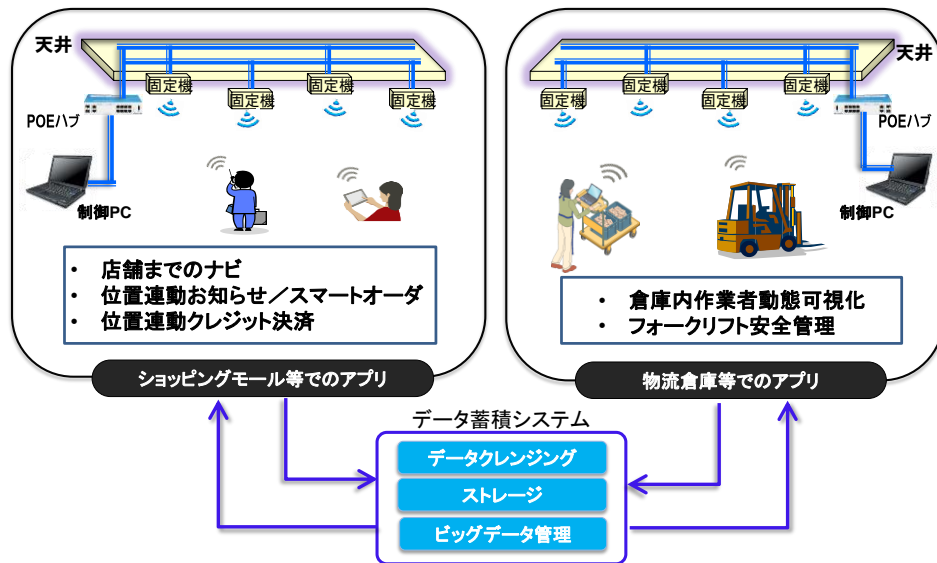 天井
固定機
固定機
固定機
固定機
POEハブ
制御PC
・ 店舗までのナビ
・ 位置連動お知らせ／スマートオーダ
・ 位置連動クレジット決済
ショッピングモール等でのアプリ
天井
固定機
固定機
固定機
固定機
POEハブ
制御PC
・ 倉庫内作業者動態可視化
・ フォークリフト安全管理
物流倉庫等でのアプリ
データ蓄積システム
データクレンジング
ストレージ
ビッグデータ管理